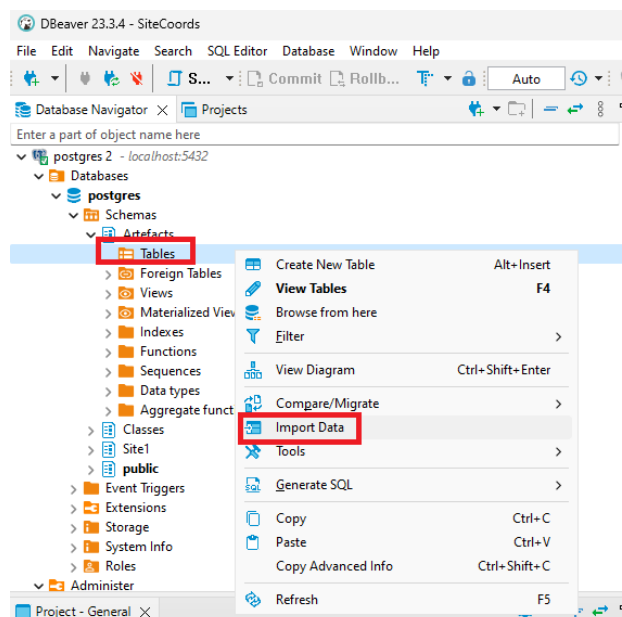 DBeaver 23.3.4 - SiteCoords
File Edit Navigate Search SQL Editor Database Window Help
S... Commit Rollb... Auto
Database Navigator Projects
Enter a part of object name here
postgres 2 - localhost:5432
Databases
postgres
Schemas
Artefacts
Tables
Foreign Tables
Views
Materialized View
Indexes
Functions
Sequences
Data types
Aggregate funct
Classes
Site1
public
Event Triggers
Extensions
Storage
System Info
Roles
Administer
Project - General
Create New Table Alt+Insert
View Tables F4
Browse from here
Filter
View Diagram Ctrl+Shift+Enter
Compare/Migrate
Import Data
Tools
Generate SQL
Copy Ctrl+C
Paste Ctrl+V
Copy Advanced Info Ctrl+Shift+C
Refresh F5